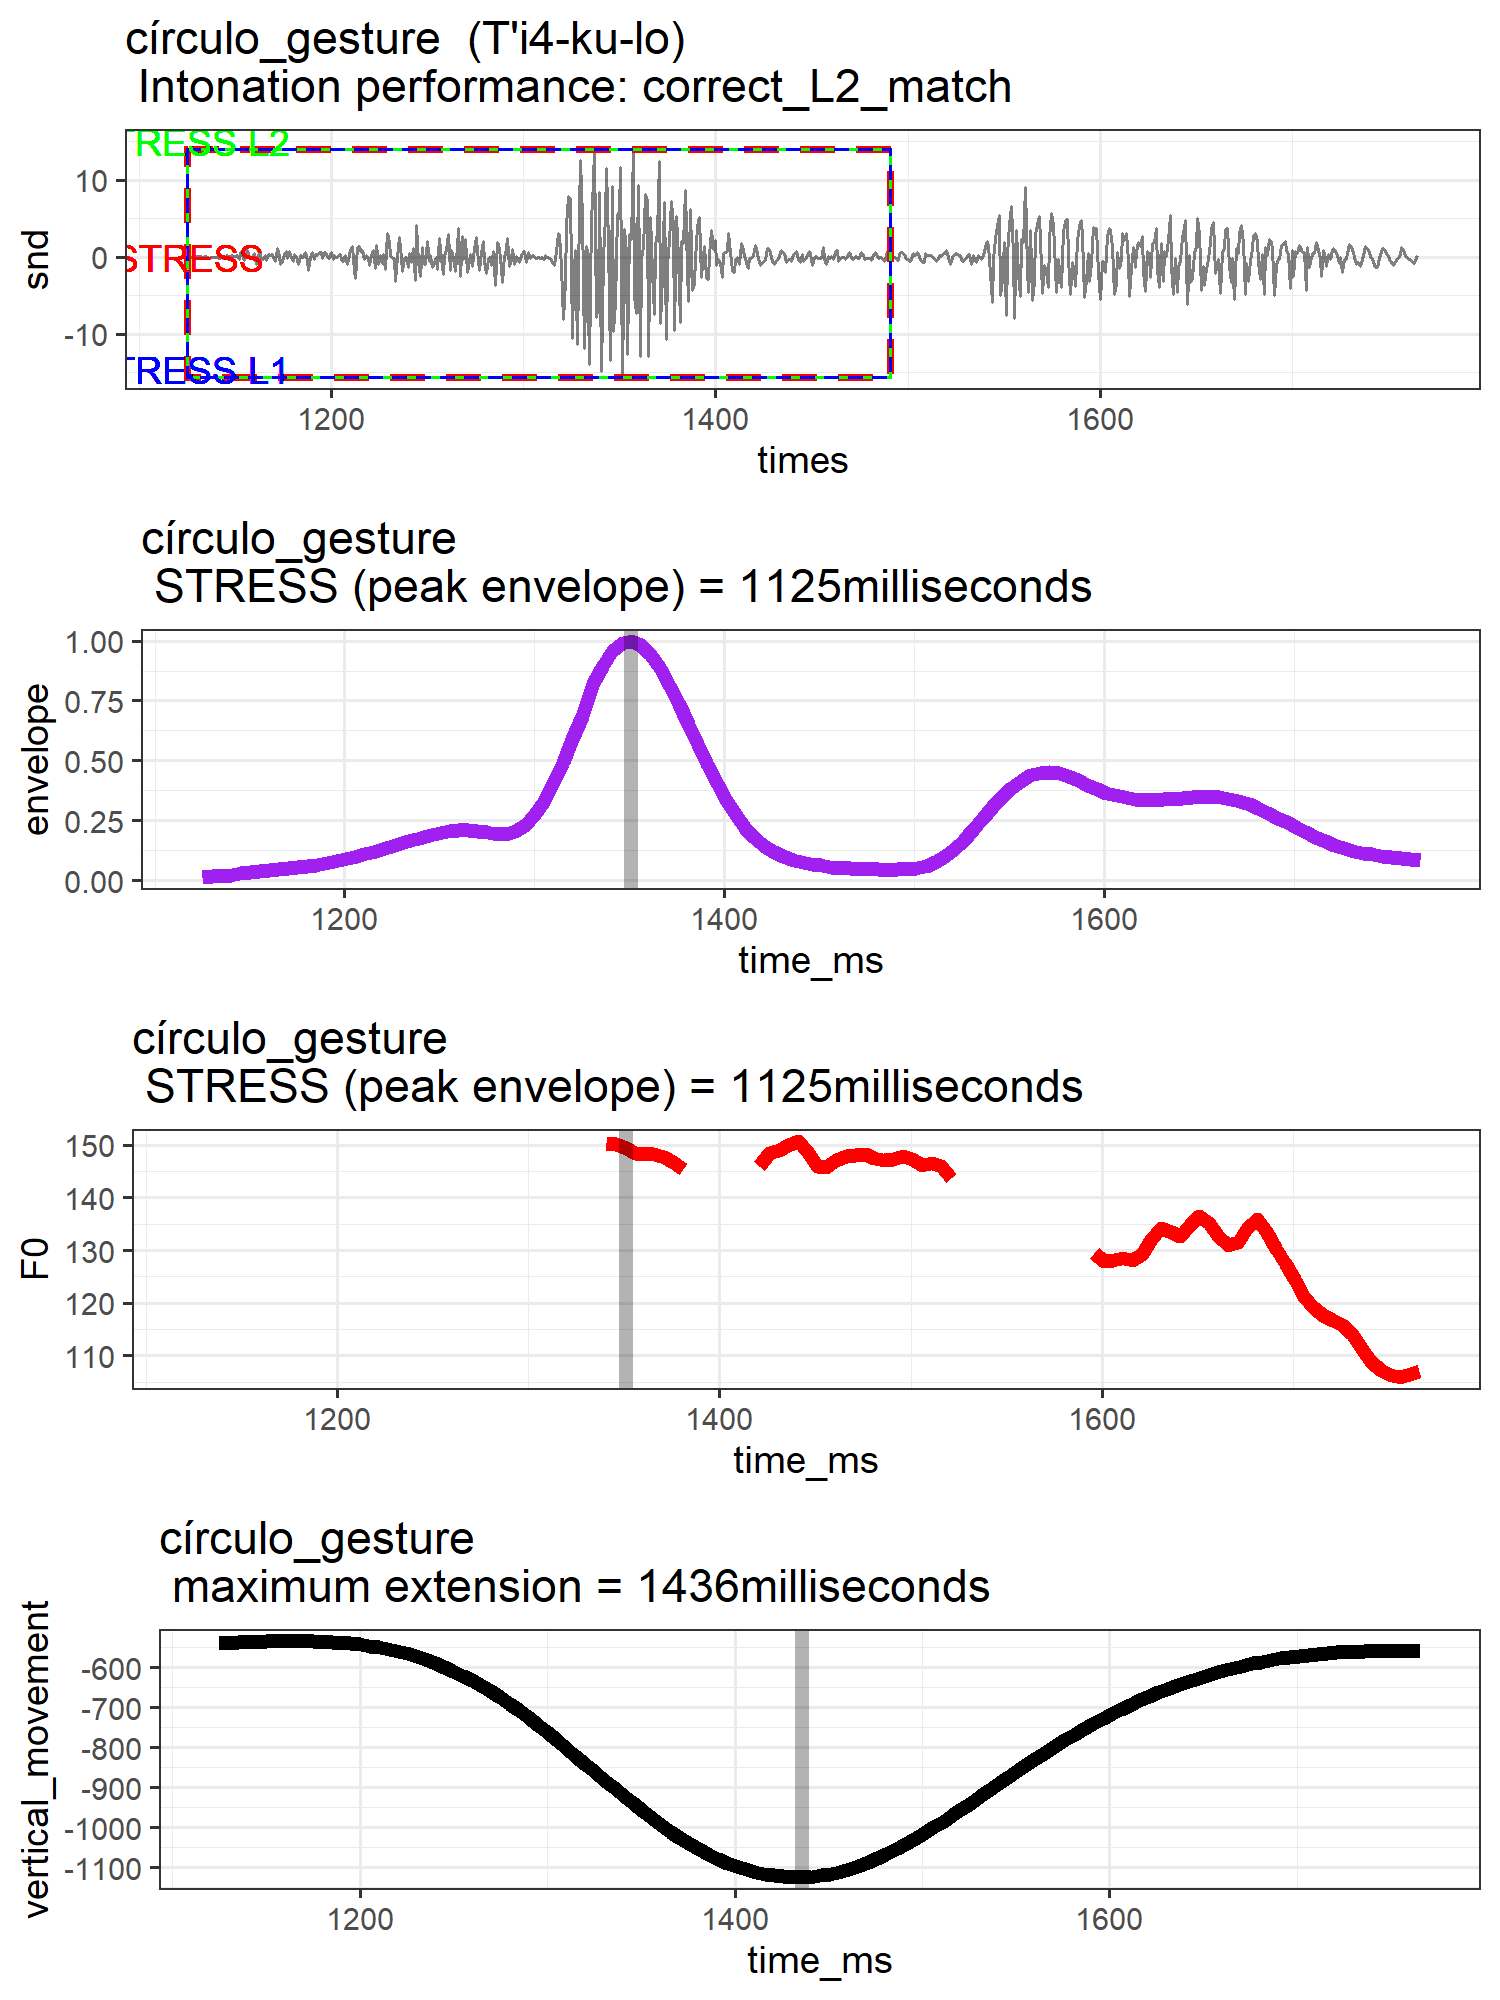 círculo_gesture  (T'i4-ku-lo)
Intonation performance: correct_L2_match
RESS L2
STRESS
TRESS L1
10
0
-10
snd
1200 1400 1600
times
círculo_gesture
STRESS (peak envelope) = 1125milliseconds
1.00
0.75
0.50
0.25
0.00
envelope
1200 1400 1600
time_ms
círculo_gesture
STRESS (peak envelope) = 1125milliseconds
150
140
130
120
110
F0
1200 1400 1600
time_ms
círculo_gesture
maximum extension = 1436milliseconds
-600
-700
-800
-900
-1000
-1100
vertical_movement
1200 1400 1600
time_ms